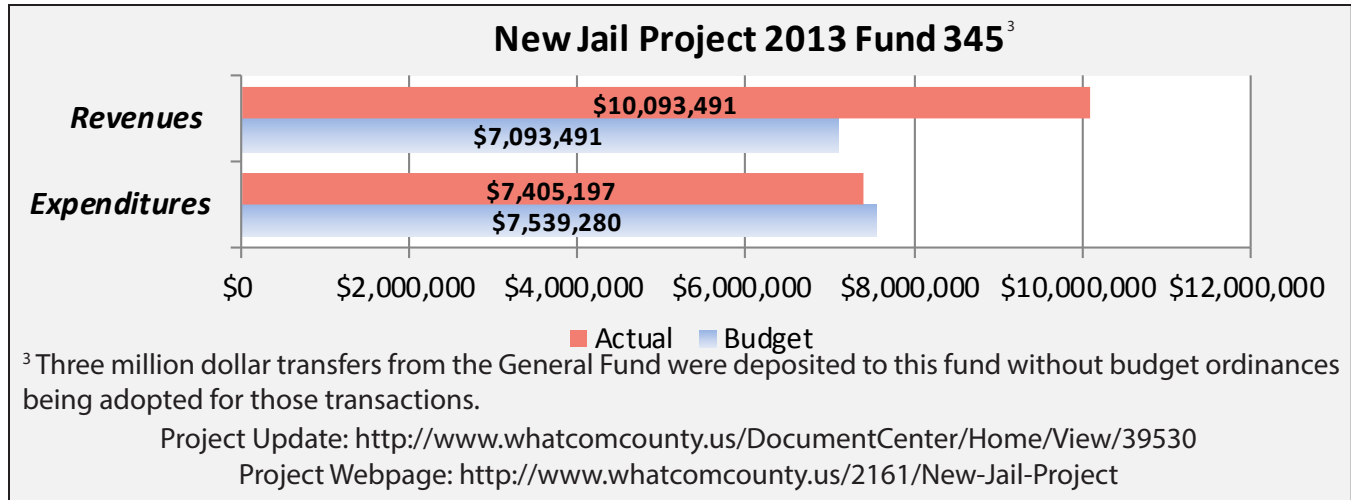 New Jail Project 2013 Fund 345³
Revenues
$10,093,491
$7,093,491
Expenditures
$7,405,197
$7,539,280
$0 $2,000,000 $4,000,000 $6,000,000 $8,000,000 $10,000,000 $12,000,000
Actual Budget
³ Three million dollar transfers from the General Fund were deposited to this fund without budget ordinances
being adopted for those transactions.
Project Update: http://www.whatcomcounty.us/DocumentCenter/Home/View/39530
Project Webpage: http://www.whatcomcounty.us/2161/New-Jail-Project